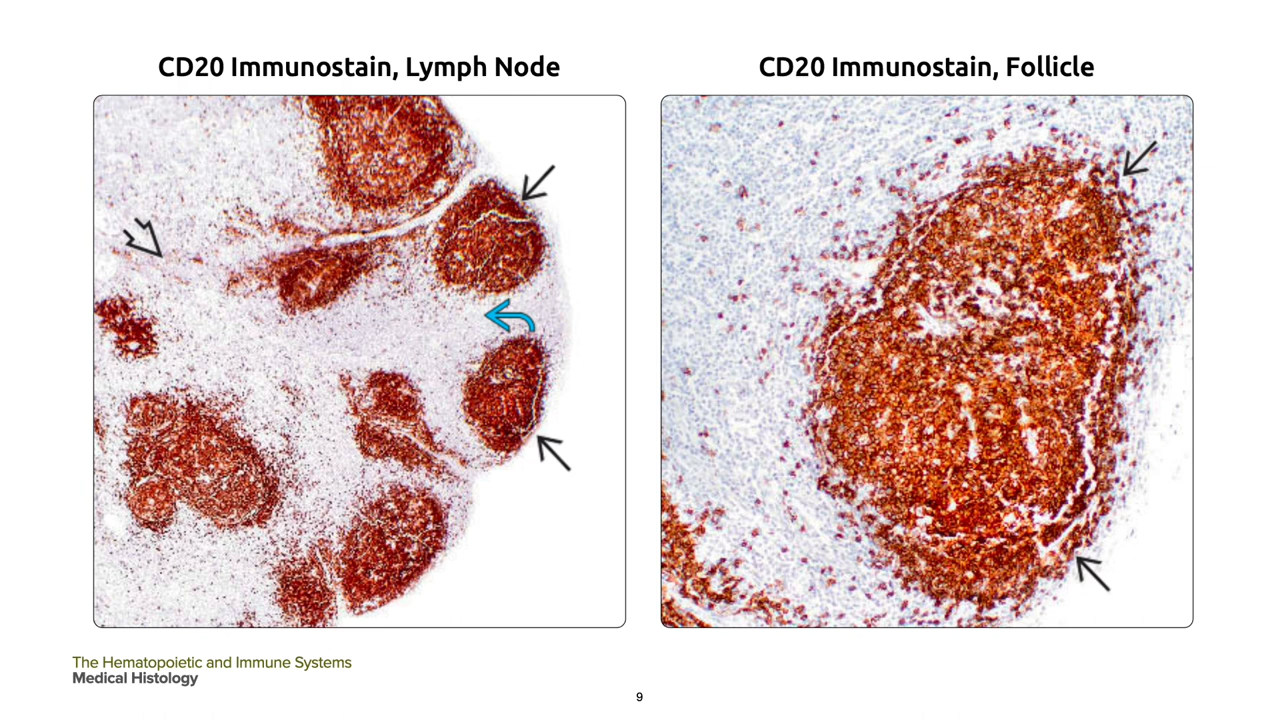 CD20 Immunostain, Lymph Node
CD20 Immunostain, Follicle
The Hematopoietic and Immune Systems
Medical Histology
9